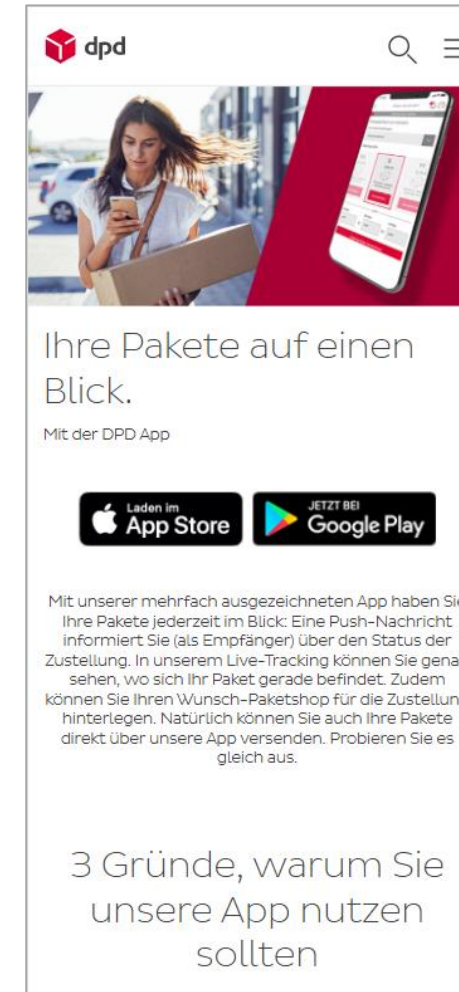 dpd
Ihre Pakete auf einen
Blick.
Mit der DPD App
Laden im
App Store
JETZT BEI
Google Play
Mit unserer mehrfach ausgezeichneten App haben Sie
Ihre Pakete jederzeit im Blick: Eine Push-Nachricht
informiert Sie (als Empfänger) über den Status der
Zustellung. In unserem Live-Tracking können Sie gena
sehen, wo sich Ihr Paket gerade befindet. Zudem
können Sie Ihren Wunsch-Paketshop für die Zustellun
hinterlegen. Natürlich können Sie auch Ihre Pakete
direkt über unsere App versenden. Probieren Sie es
gleich aus.
3 Gründe, warum Sie
unsere App nutzen
sollten